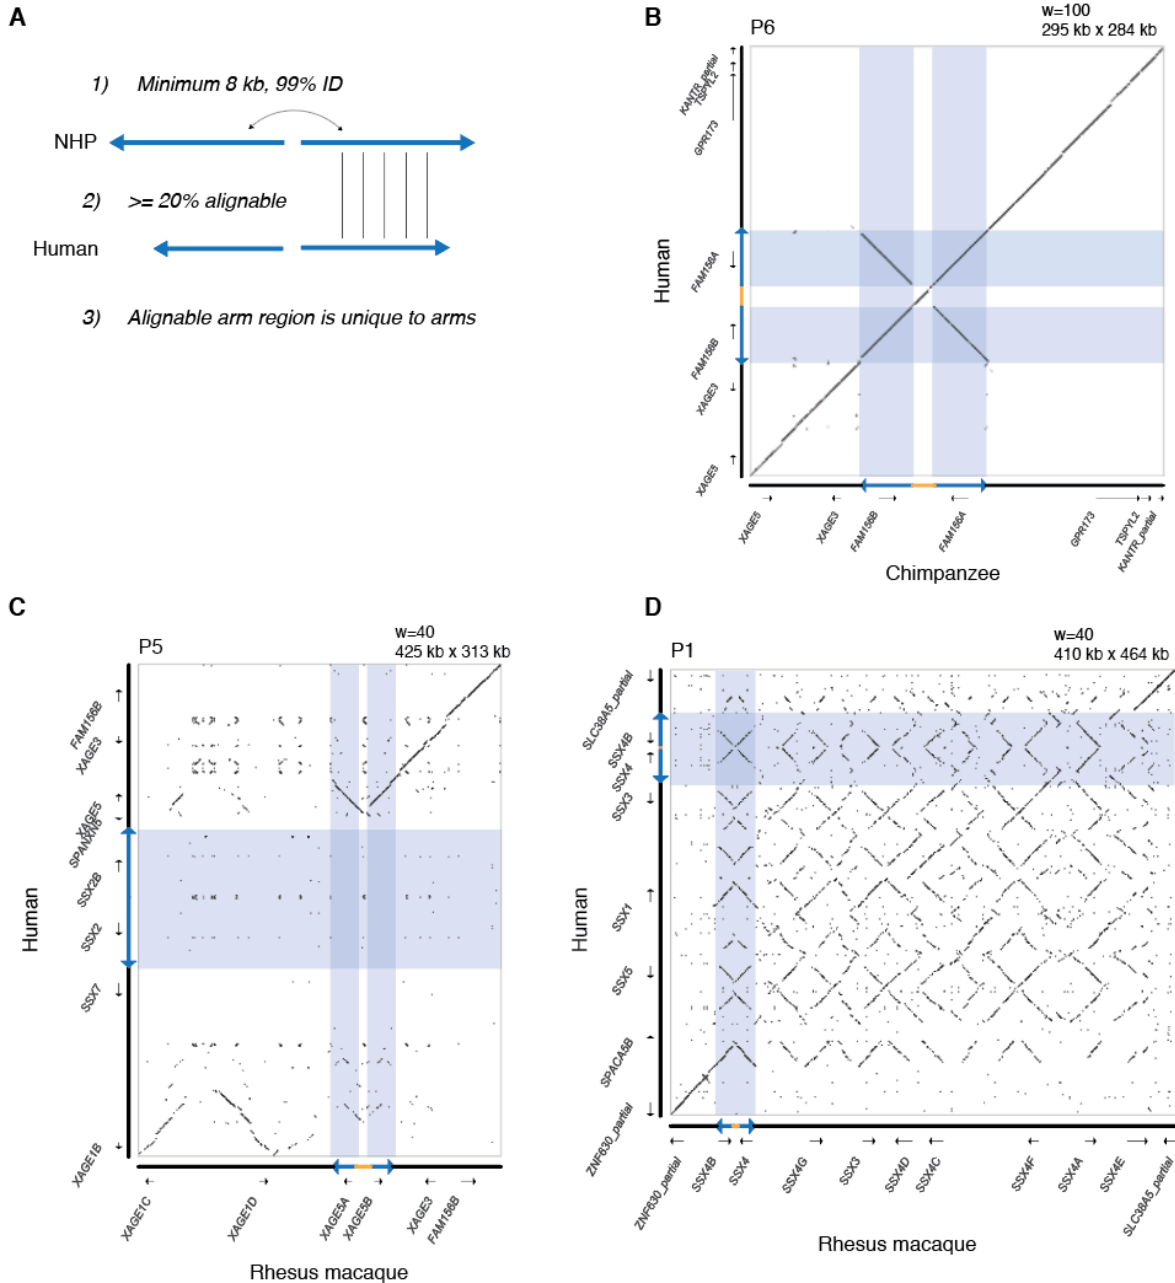 A
1) Minimum 8 kb, 99% ID
NHP
2) >= 20% alignable
Human
3) Alignable arm region is unique to arms
B
P6
w=100
295 kb x 284 kb
KANTR_partial
TSPYL2
GPR173
FAM156A
FAM156B
XAGE3
XAGE5
Human
XAGE5
XAGE3
FAM156B
FAM156A
GPR173
TSPYL2
KANTR_partial
Chimpanzee
C
P5
w=40
425 kb x 313 kb
FAM156B
XAGE3
XAGE5
SPANXN5
SSX2B
SSX2
SSX7
XAGE1B
Human
XAGE1C
XAGE1D
XAGE5A
XAGE5B
XAGE3
FAM156B
Rhesus macaque
D
P1
w=40
410 kb x 464 kb
SLC38A5_partial
SSX4B
SSX4
SSX3
SSX1
SSX5
SPACA5B
ZNF630_partial
Human
ZNF630_partial
SSX4B
SSX4
SSX4G
SSX3
SSX4D
SSX4C
SSX4F
SSX4A
SSX4E
SLC38A5_partial
Rhesus macaque